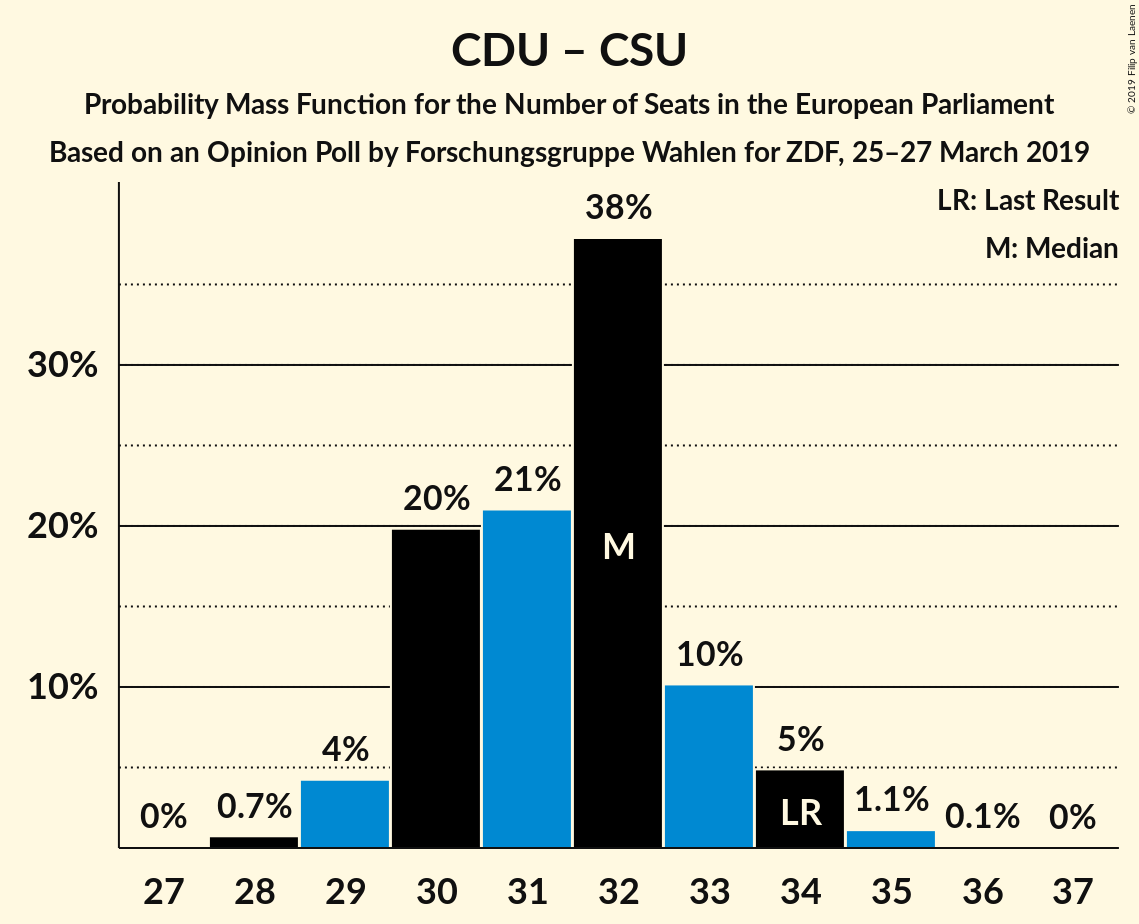 CDU – CSU
Probability Mass Function for the Number of Seats in the European Parliament
Based on an Opinion Poll by Forschungsgruppe Wahlen for ZDF, 25–27 March 2019
© 2019 Filip van Laenen
LR: Last Result
M: Median
30%
20%
10%
0%
0.7%
4%
20%
21%
38%
10%
5%
1.1%
0.1%
0%
M
LR
27 28 29 30 31 32 33 34 35 36 37